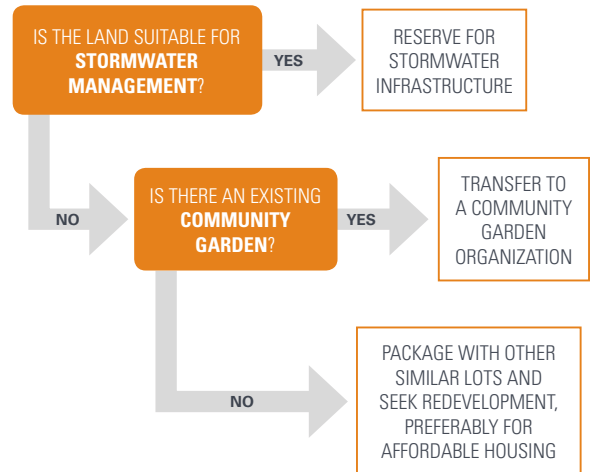 IS THE LAND SUITABLE FOR
STORMWATER
MANAGEMENT?
YES
RESERVE FOR
STORMWATER
INFRASTRUCTURE
NO
IS THERE AN EXISTING
COMMUNITY
GARDEN?
YES
TRANSFER TO
A COMMUNITY
GARDEN
ORGANIZATION
NO
PACKAGE WITH OTHER
SIMILAR LOTS AND
SEEK REDEVELOPMENT,
PREFERABLY FOR
AFFORDABLE HOUSING